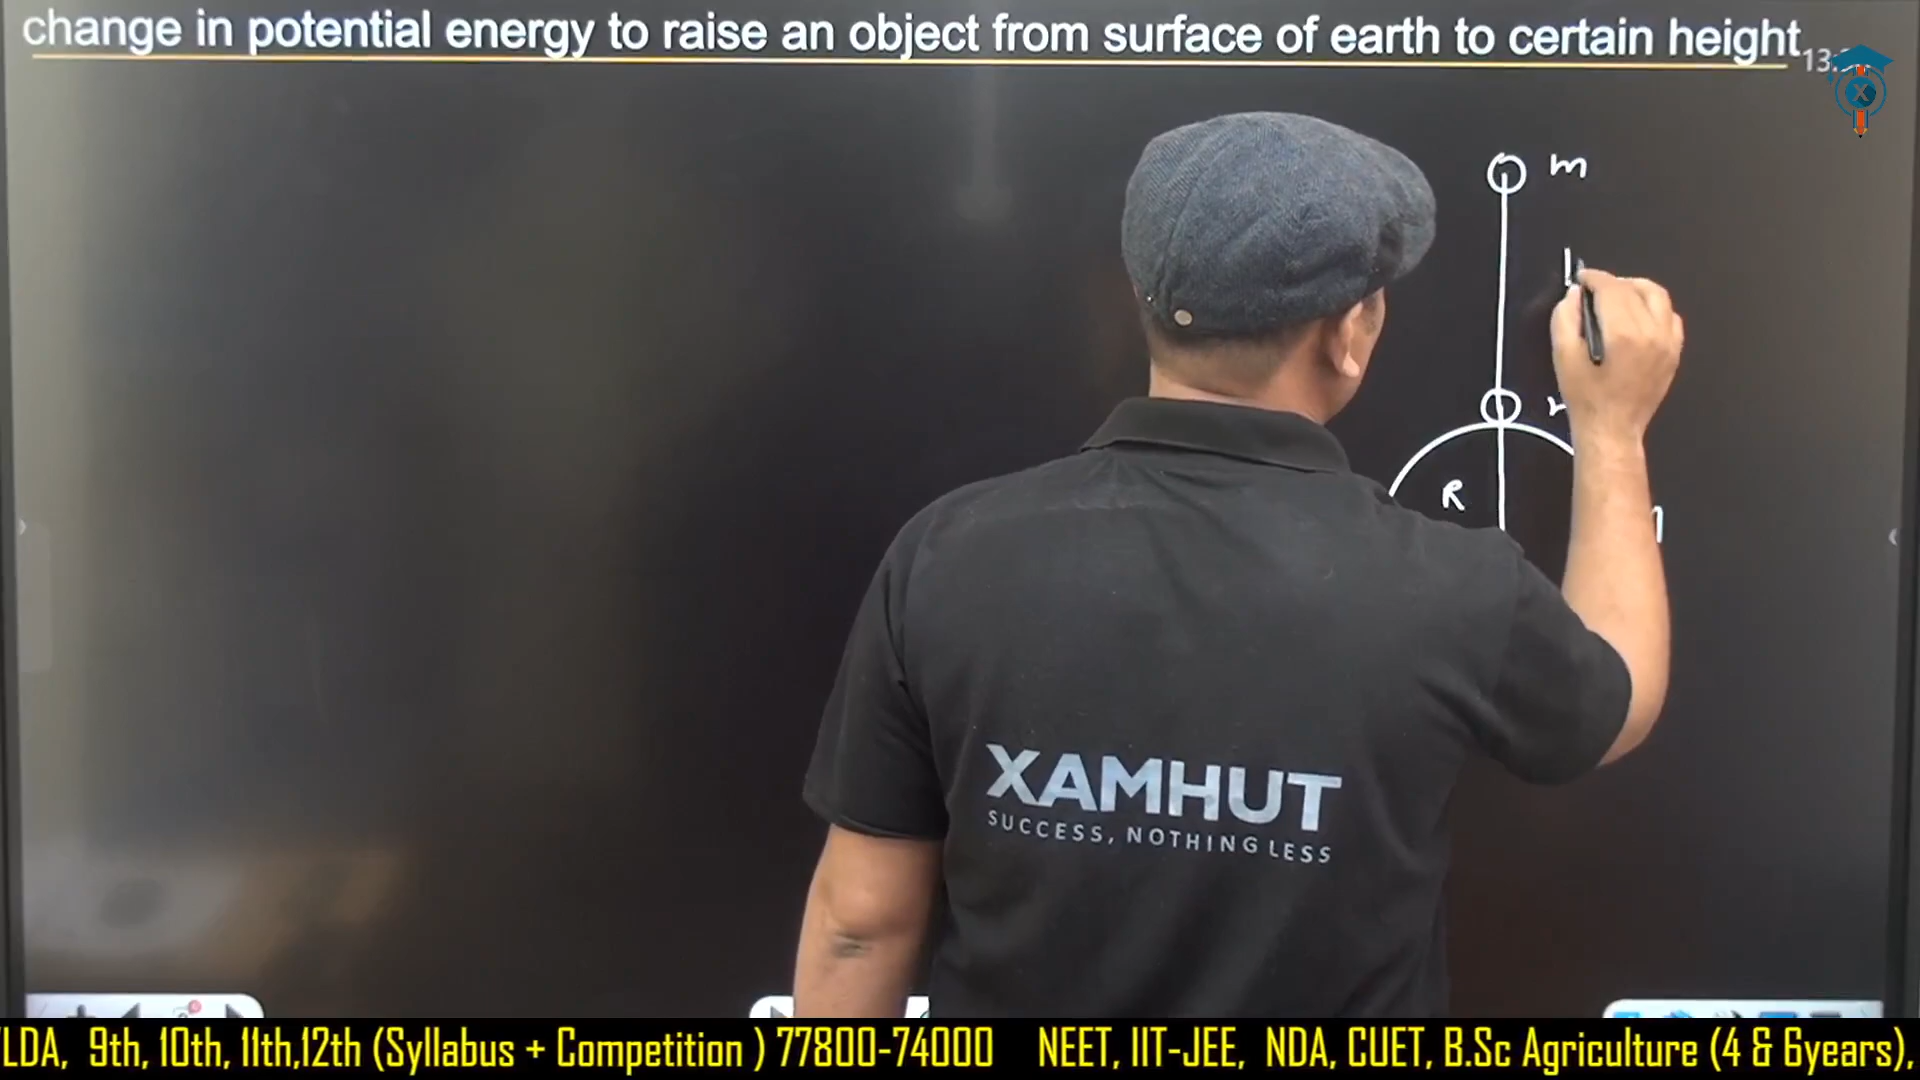 change in potential energy to raise an object from surface of earth to certain height
X
m
h
R
XAMHUT
SUCCESS, NOTHING LESS
LDA, 9th, 10th, 11th,12th (Syllabus + Competition ) 77800-74000 NEET, IIT-JEE, NDA, CUET, B.Sc Agriculture (4 & 6years),